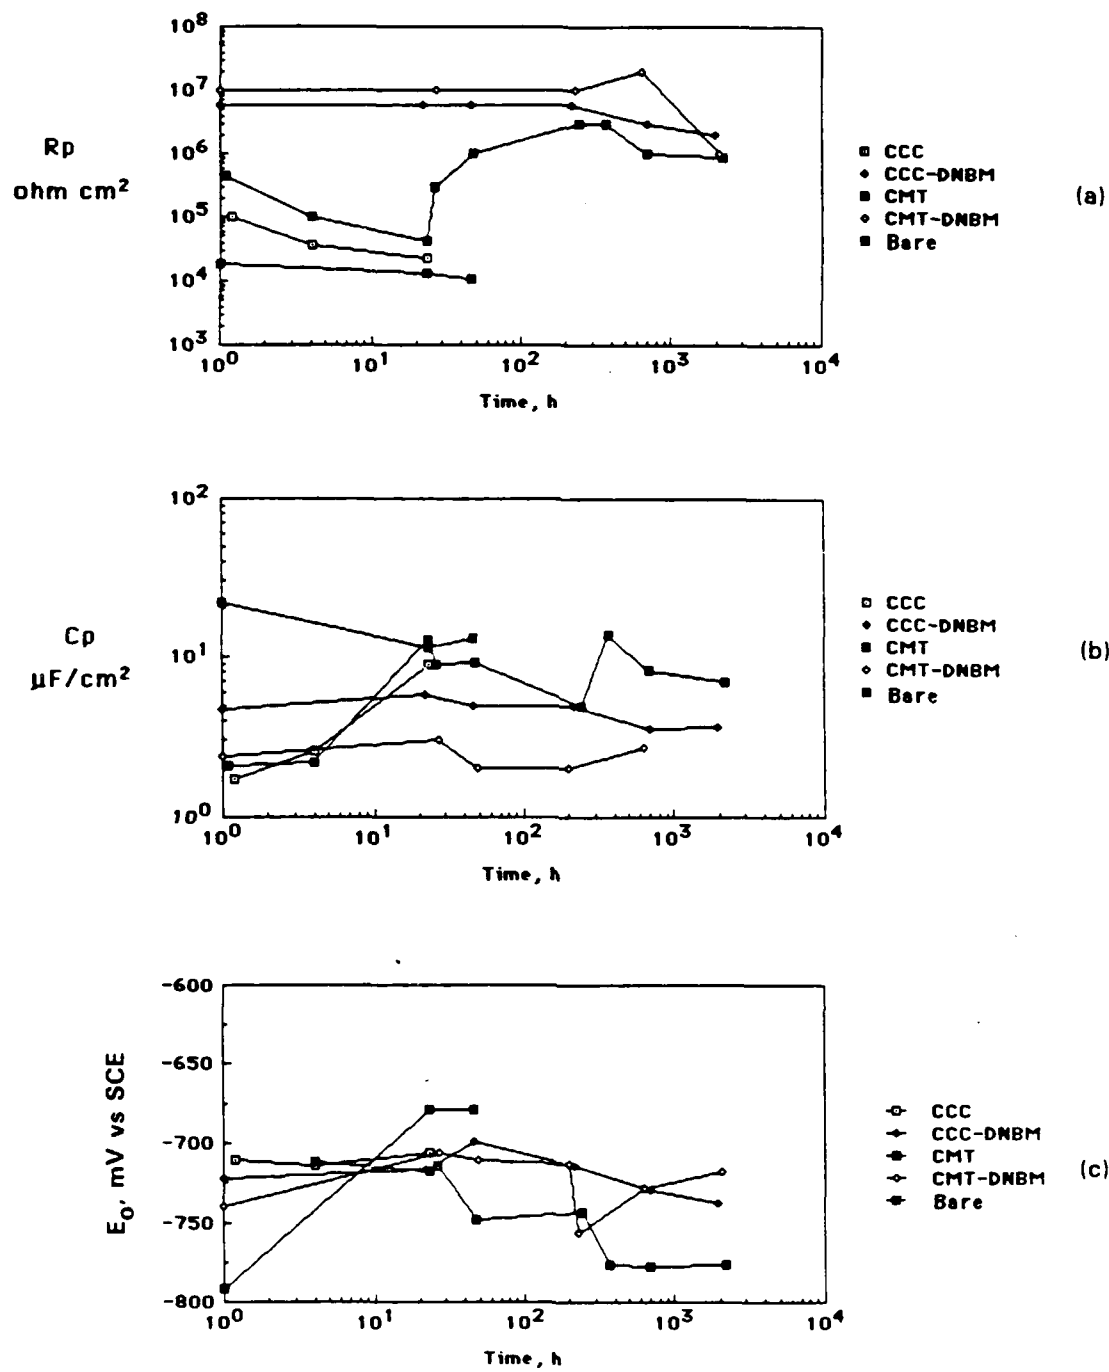 10^8
10^7
10^6
10^5
10^4
10^3
Rp
ohm cm²
10^0 10^1 10^2 10^3 10^4
Time, h
CCC
CCC-DNBM
CMT
CMT-DNBM
Bare
(a)
10^2
10^1
10^0
Cp
µF/cm²
10^0 10^1 10^2 10^3 10^4
Time, h
CCC
CCC-DNBM
CMT
CMT-DNBM
Bare
(b)
-600
-650
-700
-750
-800
E₀, mV vs SCE
10^0 10^1 10^2 10^3 10^4
Time, h
CCC
CCC-DNBM
CMT
CMT-DNBM
Bare
(c)